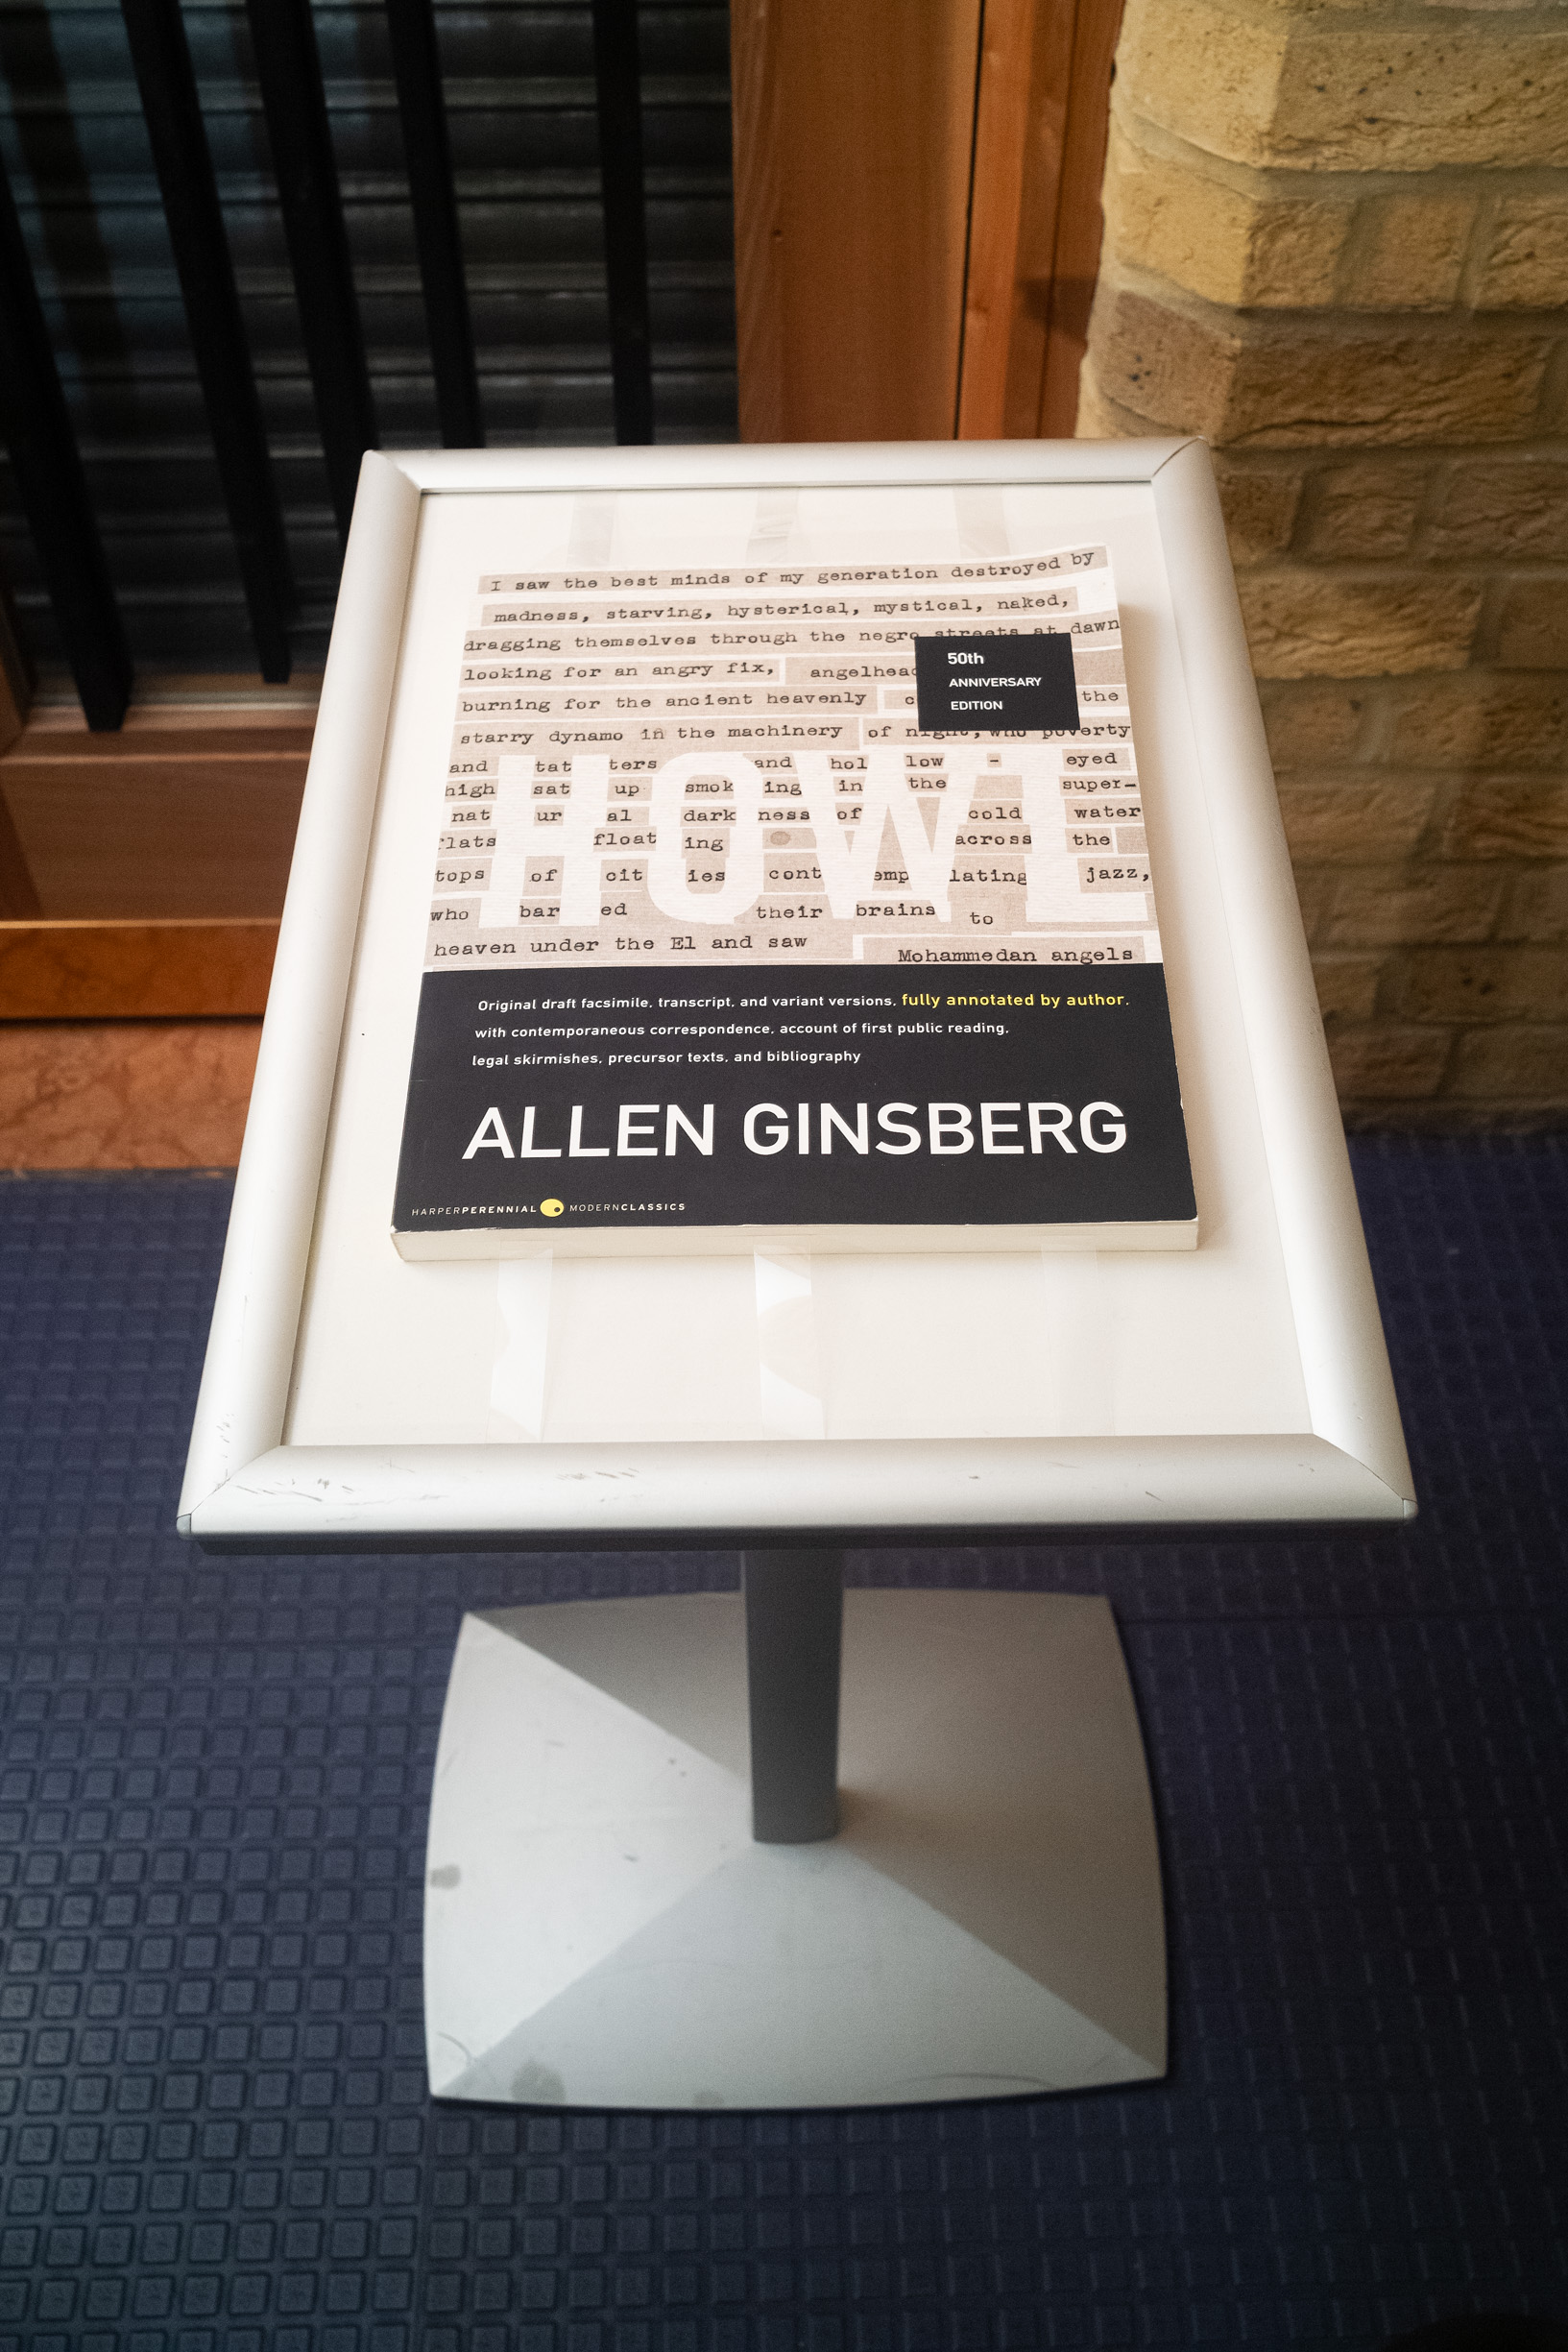 I saw the best minds of my generation destroyed by
madness, starving, hysterical, mystical, naked,
dragging themselves through the negro streets at dawn
looking for an angry fix,
50th
ANNIVERSARY
EDITION
burning for the ancient heavenly the
starry dynamo in the machinery of night, who poverty
and tat ters and hol low - eyed
high sat up smok ing in the super-
nat ur al dark ness of cold water
flats float ing across the
tops of cit ies cont emp lating jazz,
who bar ed their brains to
heaven under the El and saw Mohammedan angels
HOWL
Original draft facsimile, transcript, and variant versions, fully annotated by author,
with contemporaneous correspondence, account of first public reading,
legal skirmishes, precursor texts, and bibliography
ALLEN GINSBERG
HARPERPERENNIAL MODERNCLASSICS